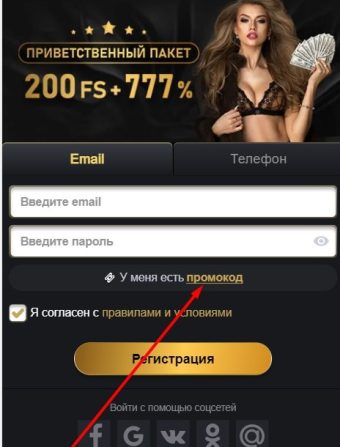 ПРИВЕТСТВЕННЫЙ ПАКЕТ
200 FS + 777 %
Email
Телефон
Введите email
Введите пароль
У меня есть промокод
Я согласен с правилами и условиями
Регистрация
Войти с помощью соцсетей